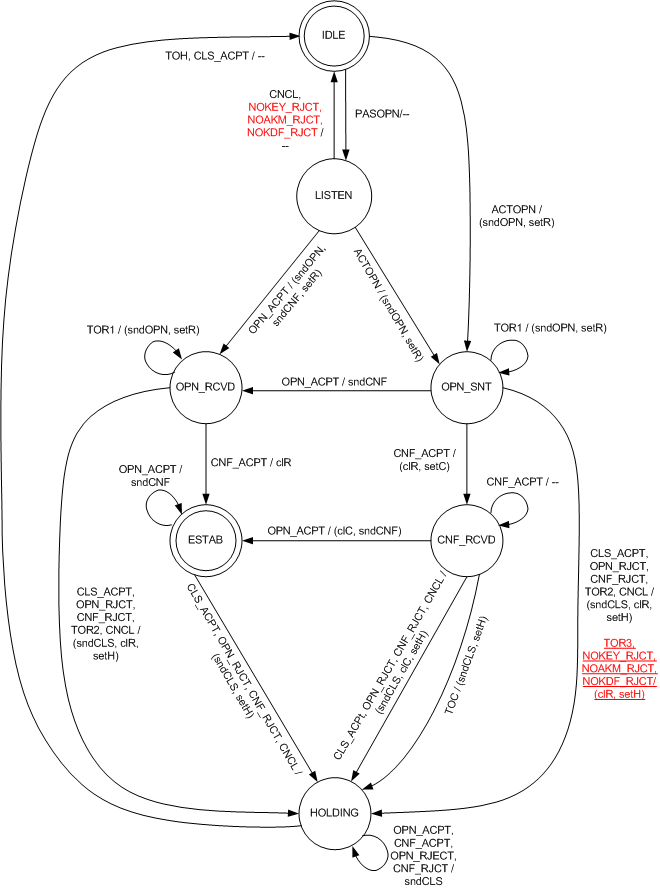 IDLE
TOH, CLS_ACPT / --
CNCL,
NOKEY_RJCT,
NOAKM_RJCT,
NOKDF_RJCT /
--
PASOPN/--
LISTEN
ACTOPN /
(sndOPN, setR)
OPN_ACPT / (sndOPN,
sndCNF, setR)
ACTOPN / (sndOPN, setR)
TOR1 / (sndOPN, setR)
TOR1 / (sndOPN, setR)
OPN_RCVD
OPN_ACPT / sndCNF
OPN_SNT
CNF_ACPT / clR
CNF_ACPT /
(clR, setC)
OPN_ACPT /
sndCNF
CNF_ACPT / --
ESTAB
OPN_ACPT / (clC, sndCNF)
CNF_RCVD
CLS_ACPT,
OPN_RJCT,
CNF_RJCT,
TOR2, CNCL /
(sndCLS, clR,
setH)
CLS_ACPT, OPN_RJCT, CNF_RJCT, CNCL /
(sndCLS, setH)
CLS_ACPt, OPN_RJCT, CNF_RJCT, CNCL /
(sndCLS, clC, setH)
TOC / (sndCLS, setH)
CLS_ACPT,
OPN_RJCT,
CNF_RJCT,
TOR2, CNCL /
(sndCLS, clR,
setH)
TOR3,
NOKEY_RJCT,
NOAKM_RJCT,
NOKDF_RJCT/
(clR, setH)
HOLDING
OPN_ACPT,
CNF_ACPT,
OPN_RJECT,
CNF_RJCT /
sndCLS